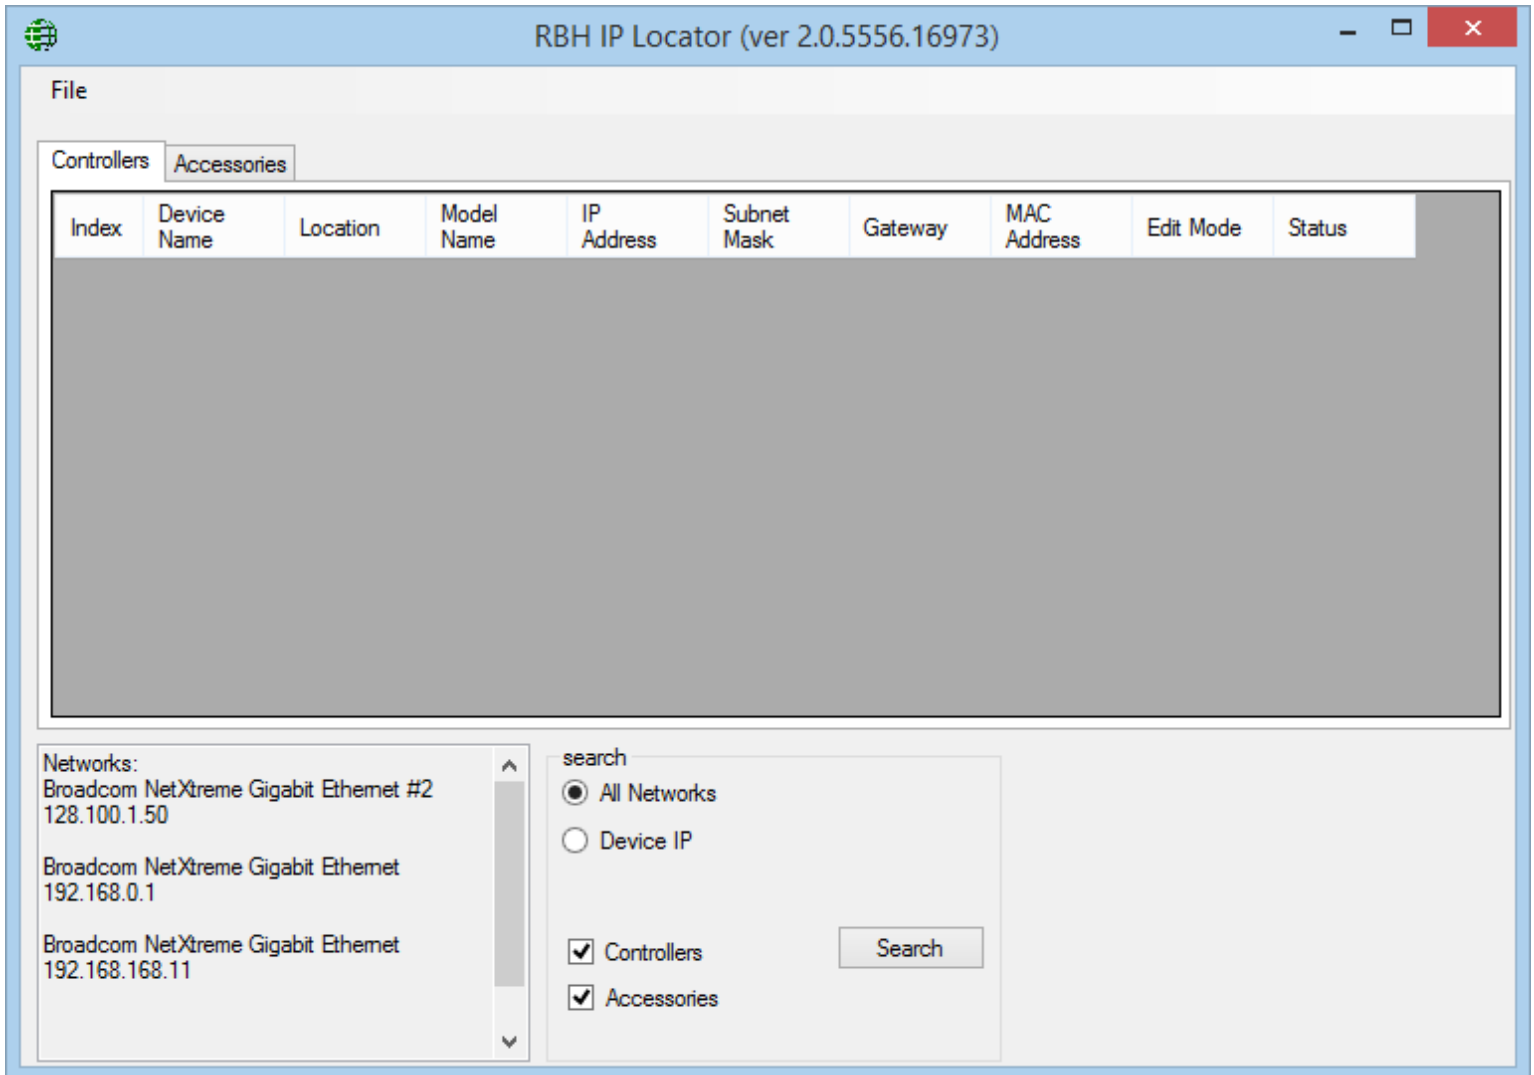 RBH IP Locator (ver 2.0.5556.16973)
File
Controllers
Accessories
Index
Device
Name
Location
Model
Name
IP
Address
Subnet
Mask
Gateway
MAC
Address
Edit Mode
Status
Networks:
Broadcom NetXtreme Gigabit Ethernet #2
128.100.1.50
Broadcom NetXtreme Gigabit Ethernet
192.168.0.1
Broadcom NetXtreme Gigabit Ethernet
192.168.168.11
search
All Networks
Device IP
Controllers
Search
Accessories